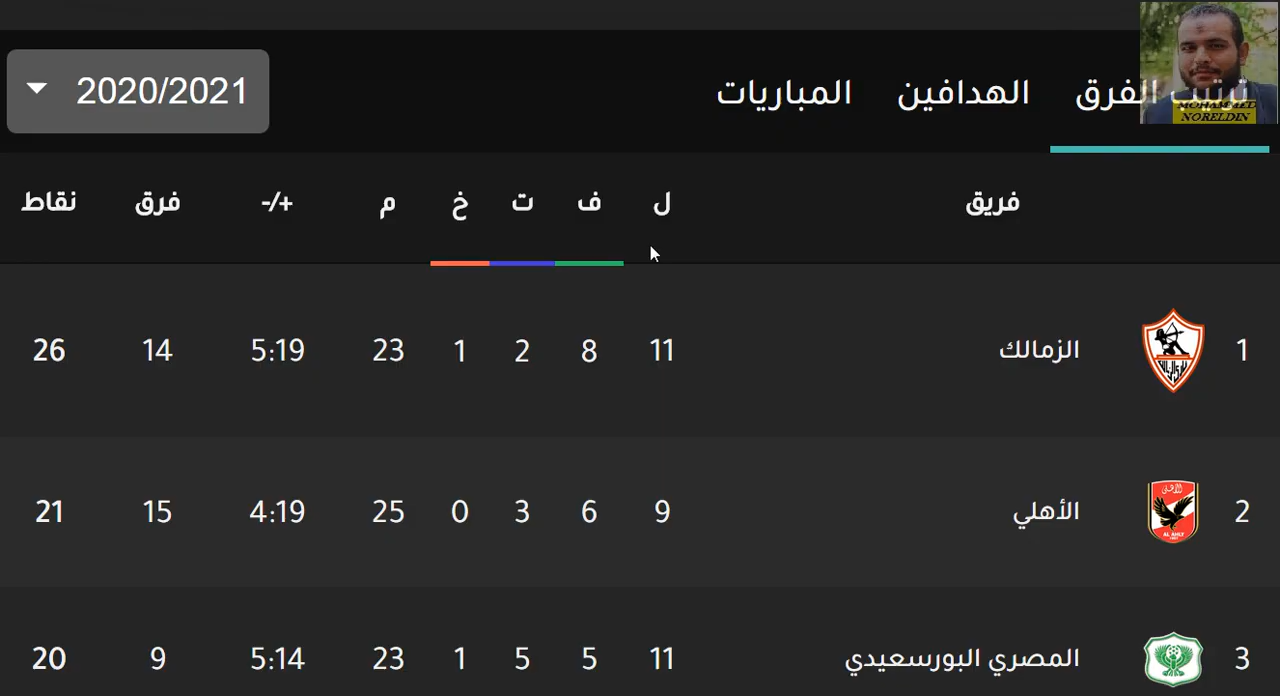 ترتيب الفرق الهدافين المباريات 2020/2021
MOHAMMED
NORELDIN
فريق ل ف ت خ م +/- فرق نقاط
1 الزمالك 11 8 2 1 23 5:19 14 26
2 الأهلي 9 6 3 0 25 4:19 15 21
3 المصري البورسعيدي 11 5 5 1 23 5:14 9 20